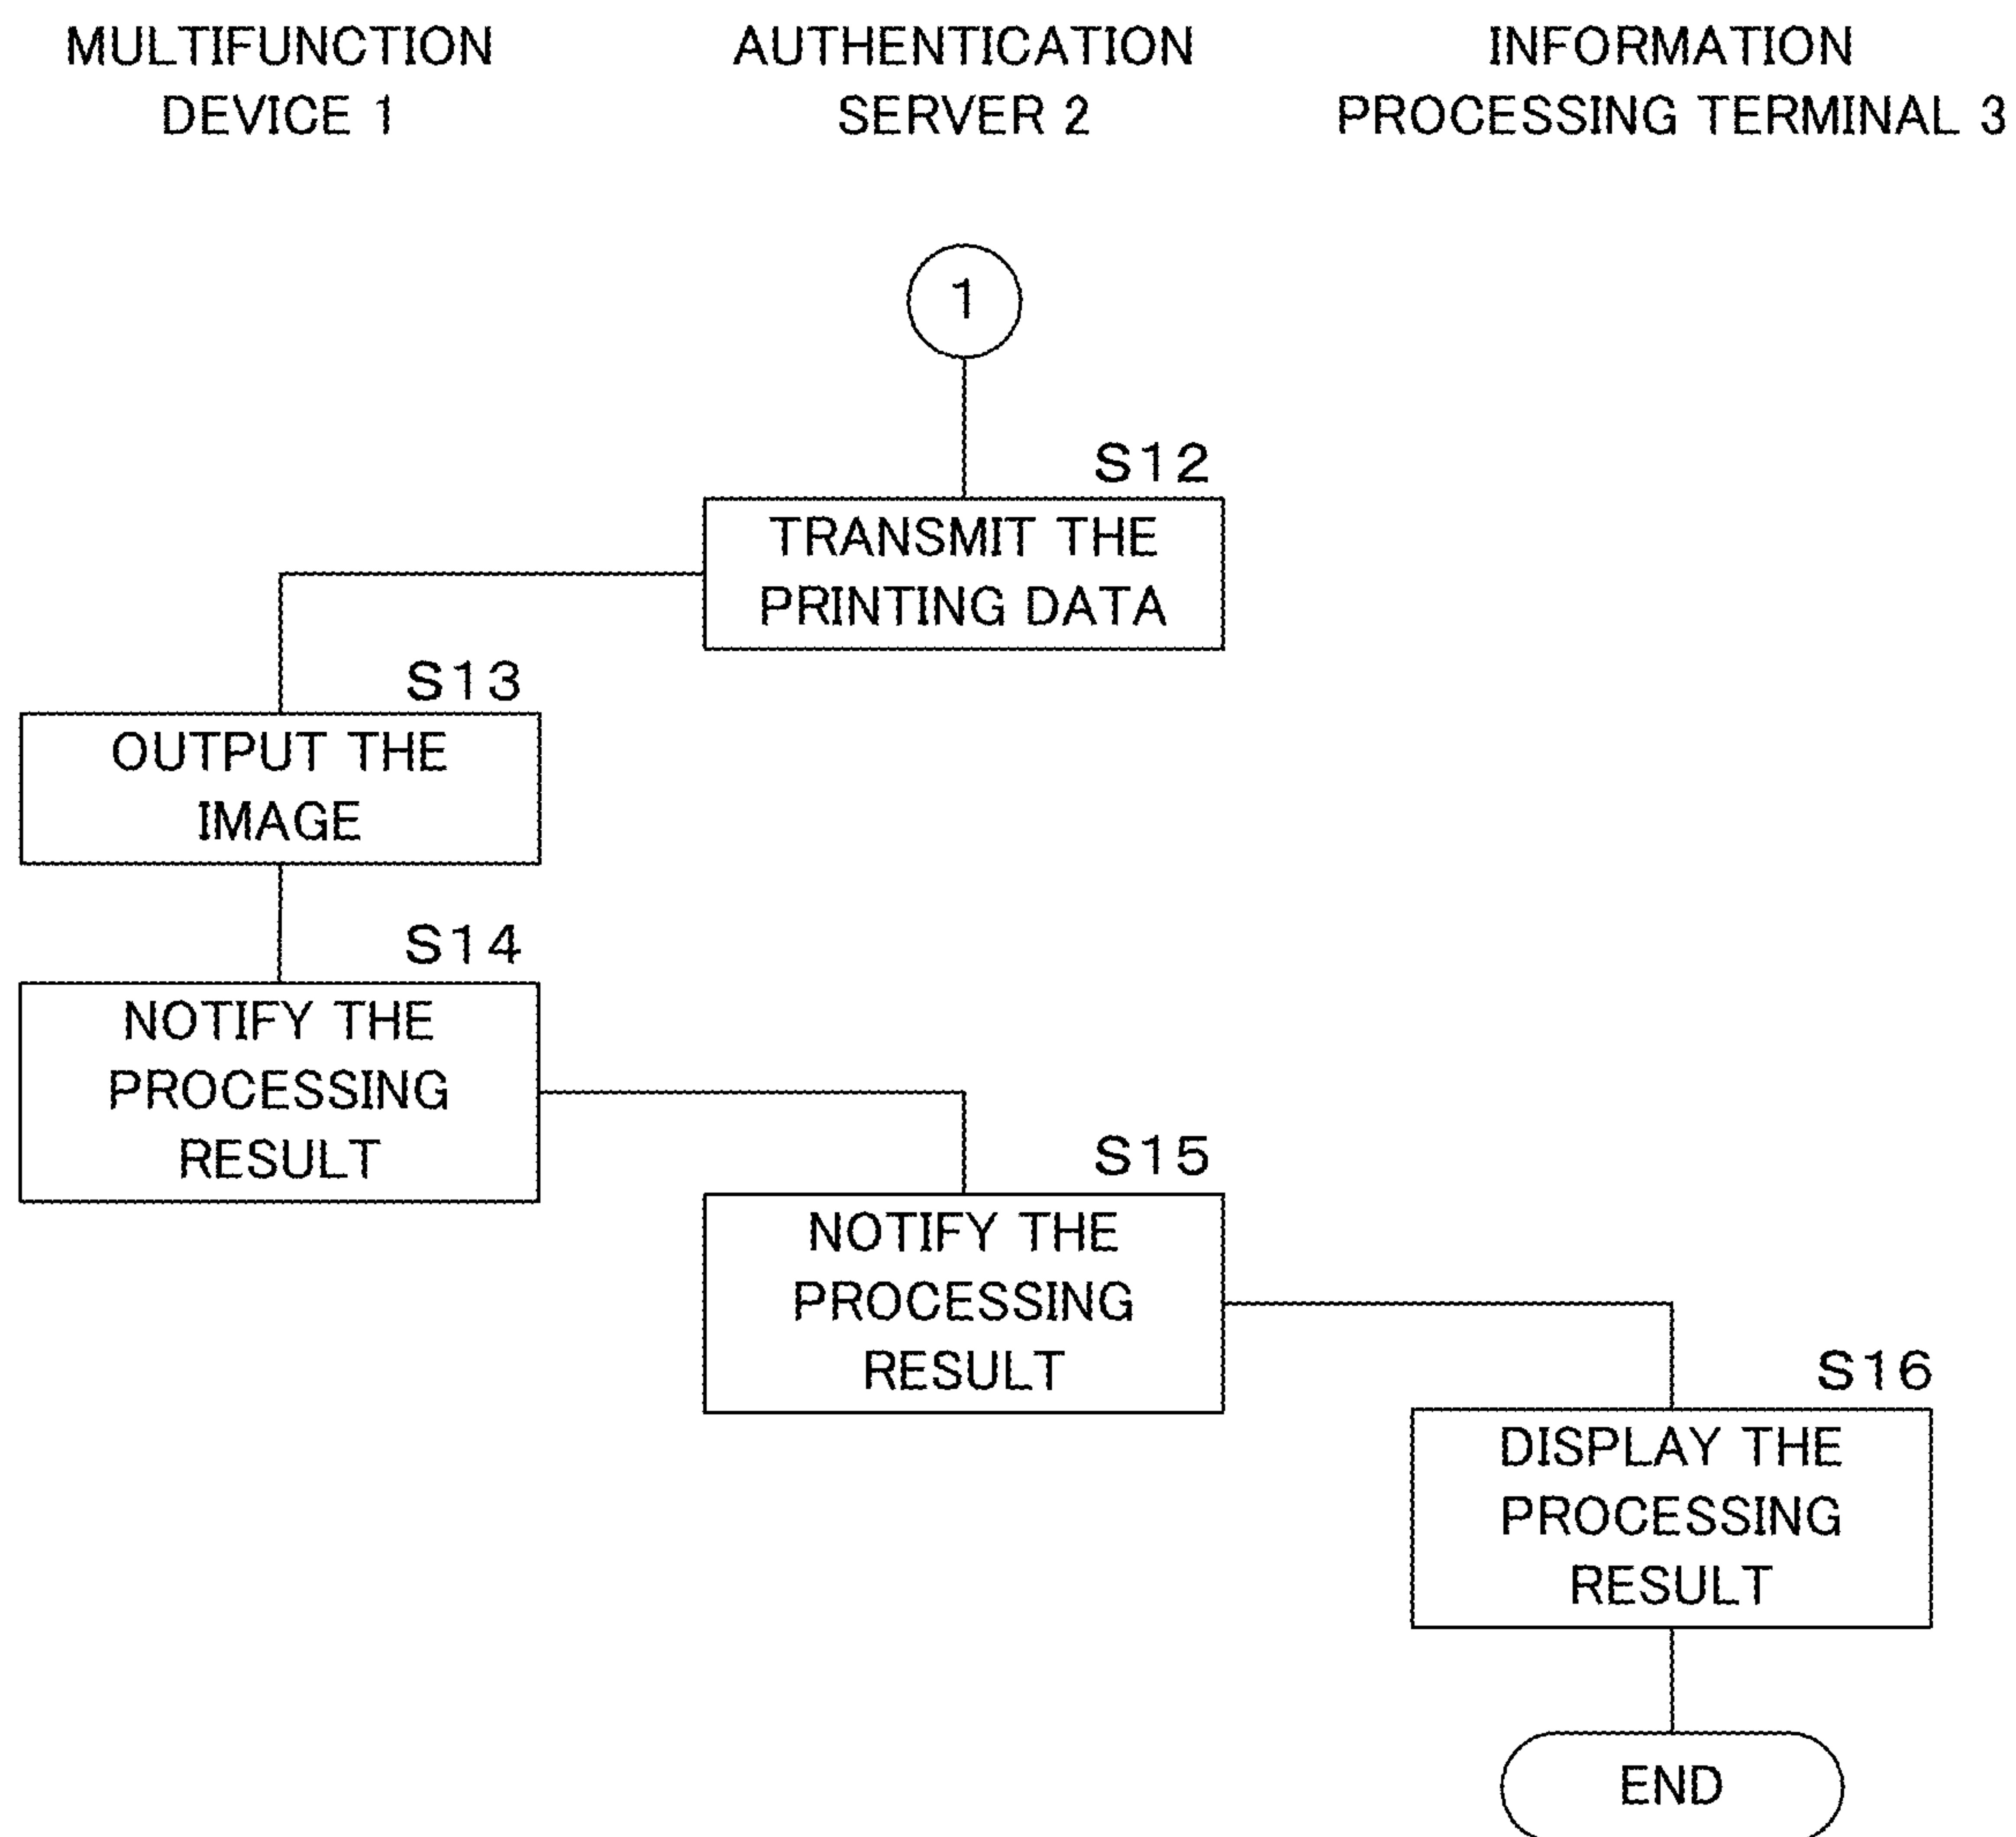 MULTIFUNCTION
DEVICE 1
AUTHENTICATION
SERVER 2
INFORMATION
PROCESSING TERMINAL 3
1
S12
TRANSMIT THE
PRINTING DATA
S13
OUTPUT THE
IMAGE
S14
NOTIFY THE
PROCESSING
RESULT
S15
NOTIFY THE
PROCESSING
RESULT
S16
DISPLAY THE
PROCESSING
RESULT
END